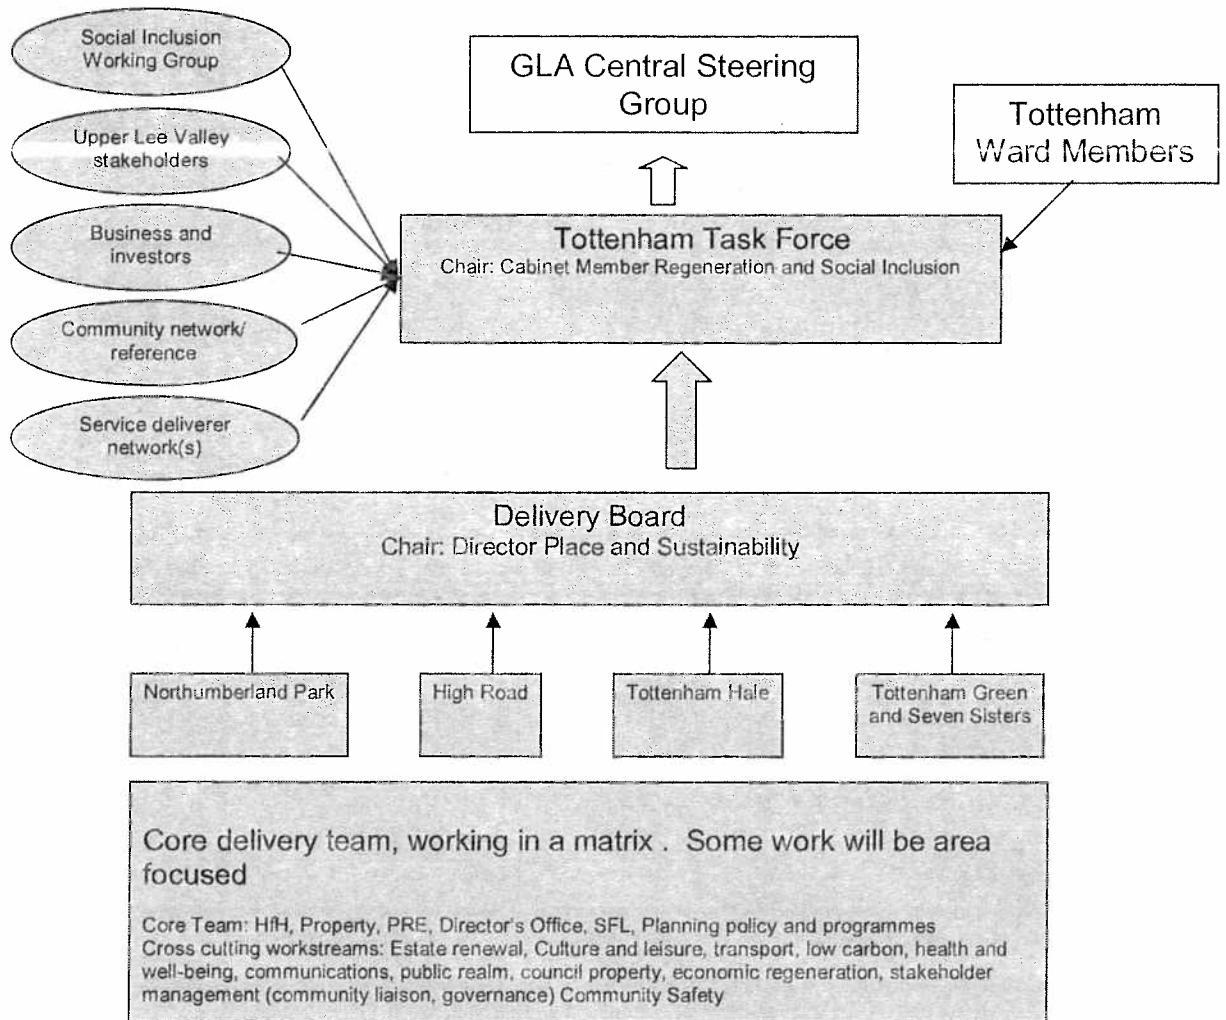 Social Inclusion
Working Group
GLA Central Steering
Group
Tottenham
Ward Members
Upper Lee Valley
stakeholders
Business and
investors
Tottenham Task Force
Chair: Cabinet Member Regeneration and Social Inclusion
Community network/
reference
Service deliverer
network(s)
Delivery Board
Chair: Director Place and Sustainability
Northumberland Park
High Road
Tottenham Hale
Tottenham Green
and Seven Sisters
Core delivery team, working in a matrix . Some work will be area
focused
Core Team: HfH, Property, PRE, Director's Office, SFL, Planning policy and programmes
Cross cutting workstreams: Estate renewal, Culture and leisure, transport, low carbon, health and
well-being, communications, public realm, council property, economic regeneration, stakeholder
management (community liaison, governance) Community Safety